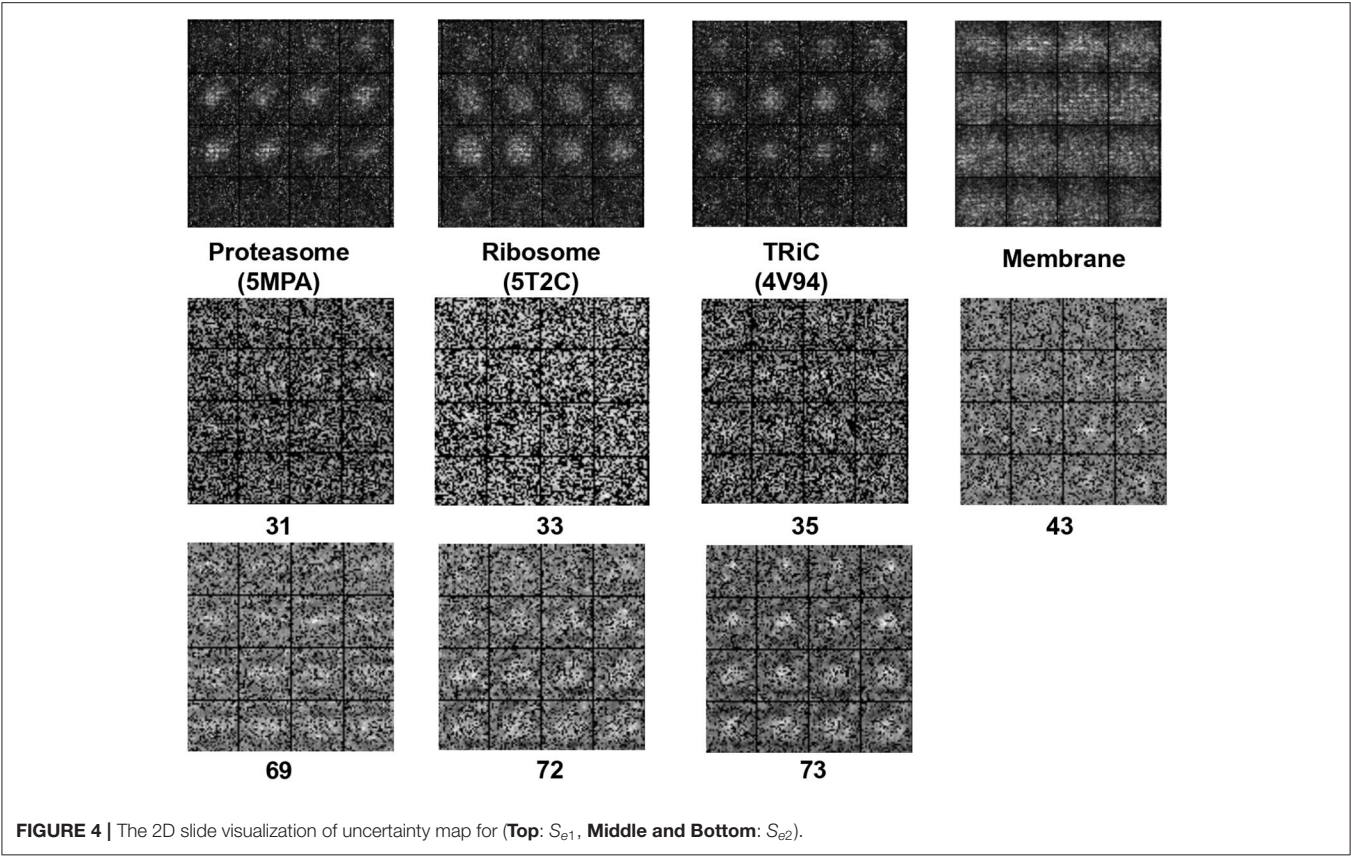 Proteasome
(5MPA)
Ribosome
(5T2C)
TRiC
(4V94)
Membrane
31
33
35
43
69
72
73
FIGURE 4 | The 2D slide visualization of uncertainty map for (Top: Se1, Middle and Bottom: Se2).